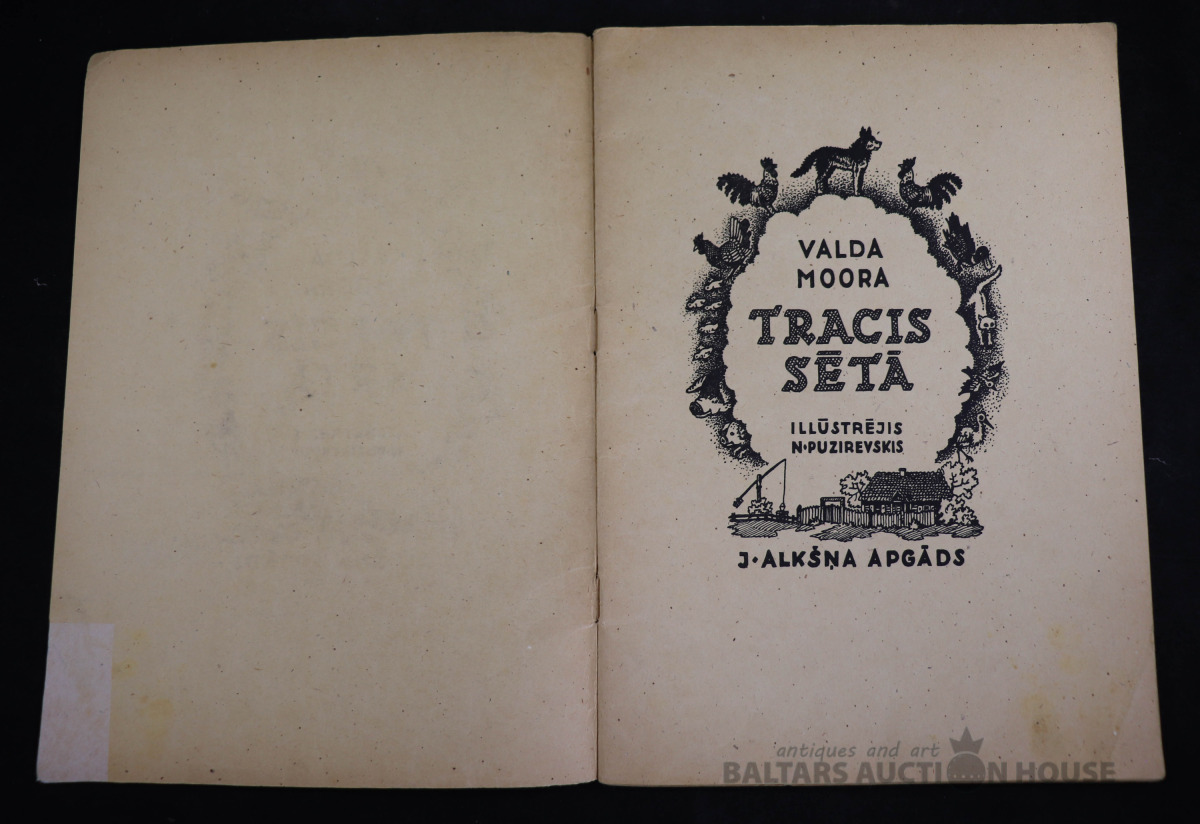 VALDA
MOORA
TRACIS
SĒTĀ
ILLŪSTRĒJIS
N·PUZIREVSKIS
J·ALKŠŅA APGĀDS
antiques and art
BALTARS AUCTION HOUSE